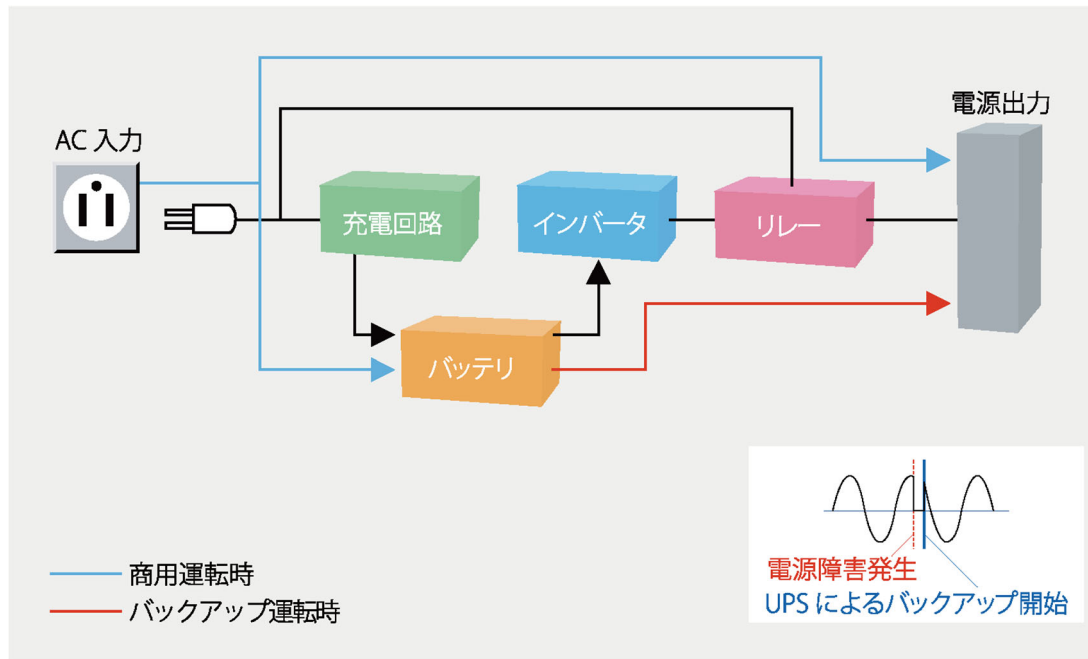 電源出力
AC 入力
充電回路
インバータ
リレー
バッテリ
電源障害発生
UPS によるバックアップ開始
商用運転時
バックアップ運転時